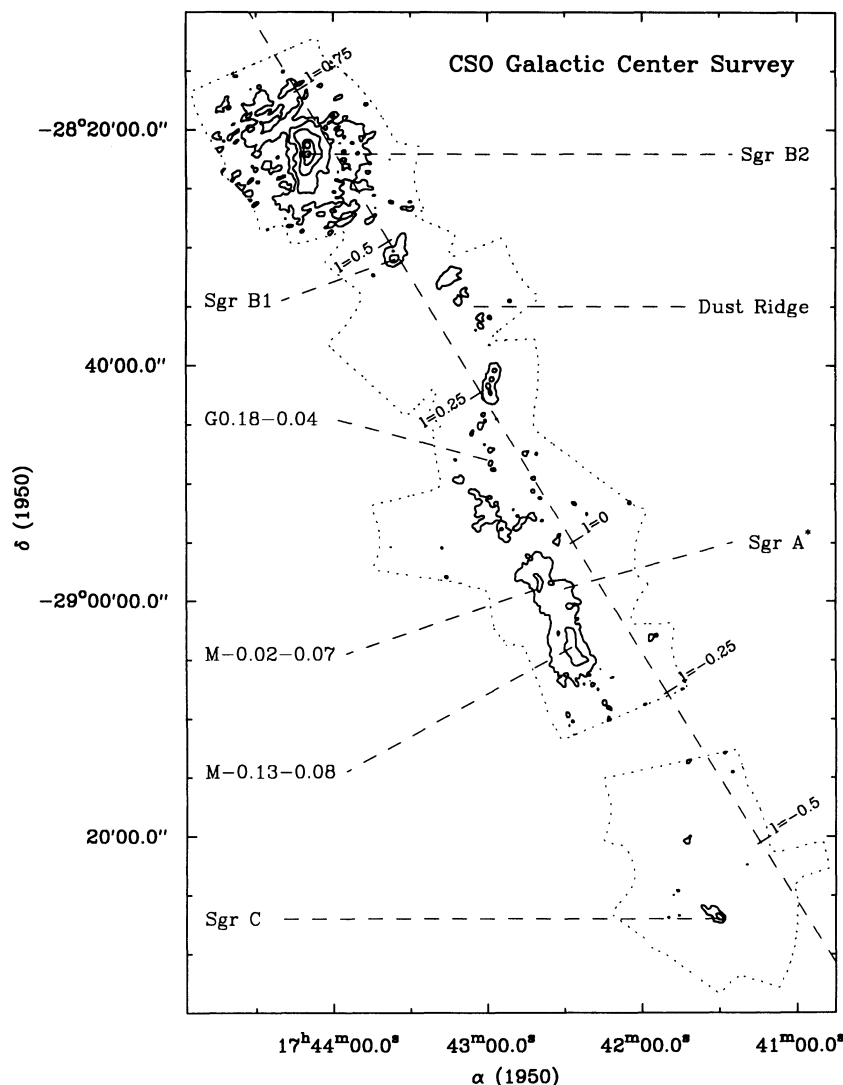 CSO Galactic Center Survey
l=0.75
−28°20'00.0"
Sgr B2
l=0.5
Sgr B1
Dust Ridge
40'00.0"
l=0.25
G0.18−0.04
δ (1950)
l=0
Sgr A*
−29°00'00.0"
M−0.02−0.07
l=−0.25
M−0.13−0.08
l=−0.5
20'00.0"
Sgr C
17ʰ44ᵐ00.0ˢ 43ᵐ00.0ˢ 42ᵐ00.0ˢ 41ᵐ00.0ˢ
α (1950)